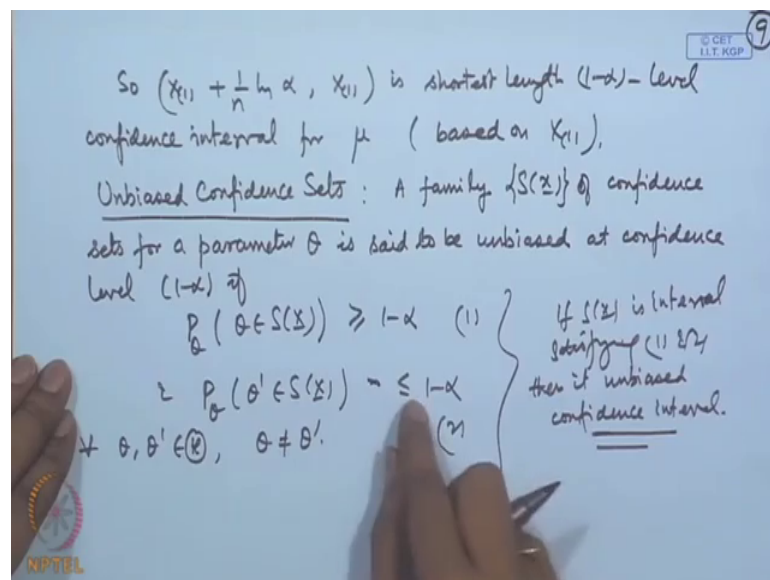 9
© CET
I.I.T. KGP
So (X₍₁₎ + 1/n ln α, X₍₁₎) is shortest length (1-α)-level
confidence interval for μ (based on X₍₁₎).
Unbiased Confidence Sets : A family {S(x)} of confidence
sets for a parameter θ is said to be unbiased at confidence
level (1-α) if
P_θ (θ ∈ S(X)) ≥ 1-α (1)
& P_θ (θ' ∈ S(X)) ≤ 1-α
(2)
∀ θ, θ' ∈ Ⓗ, θ ≠ θ'.
If S(x) is interval
satisfying (1) & (2)
then it unbiased
confidence interval.
NPTEL